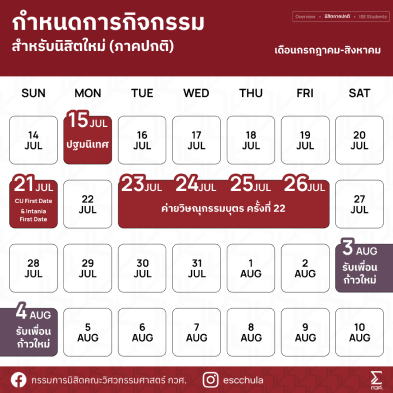 กำหนดการกิจกรรม
สำหรับนิสิตใหม่ (ภาคปกติ)
Overview • นิสิตภาคปกติ • ISE Students
เดือนกรกฎาคม-สิงหาคม
SUN MON TUE WED THU FRI SAT
14 JUL
15 JUL
ปฐมนิเทศ
16 JUL
17 JUL
18 JUL
19 JUL
20 JUL
21 JUL
CU First Date
& Intania
First Date
22 JUL
23 JUL 24 JUL 25 JUL 26 JUL
ค่ายวิษณุกรรมบุตร ครั้งที่ 22
27 JUL
28 JUL
29 JUL
30 JUL
31 JUL
1 AUG
2 AUG
3 AUG
รับเพื่อน
ก้าวใหม่
4 AUG
รับเพื่อน
ก้าวใหม่
5 AUG
6 AUG
7 AUG
8 AUG
9 AUG
10 AUG
กรรมการนิสิตคณะวิศวกรรมศาสตร์ กวศ.
escchula
กวศ.